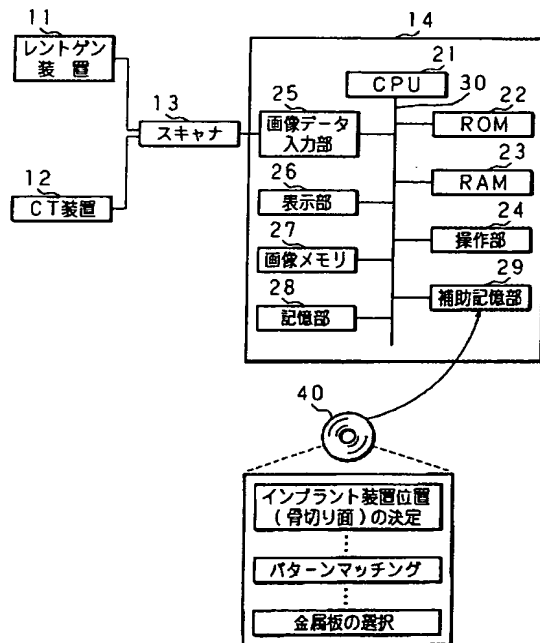 11
レントゲン
装 置
12
CT装置
13
スキャナ
14
21
CPU
30
25
画像データ
入力部
22
ROM
23
RAM
26
表示部
24
操作部
27
画像メモリ
29
補助記憶部
28
記憶部
40
インプラント装置位置
(骨切り面)の決定
パターンマッチング
金属板の選択